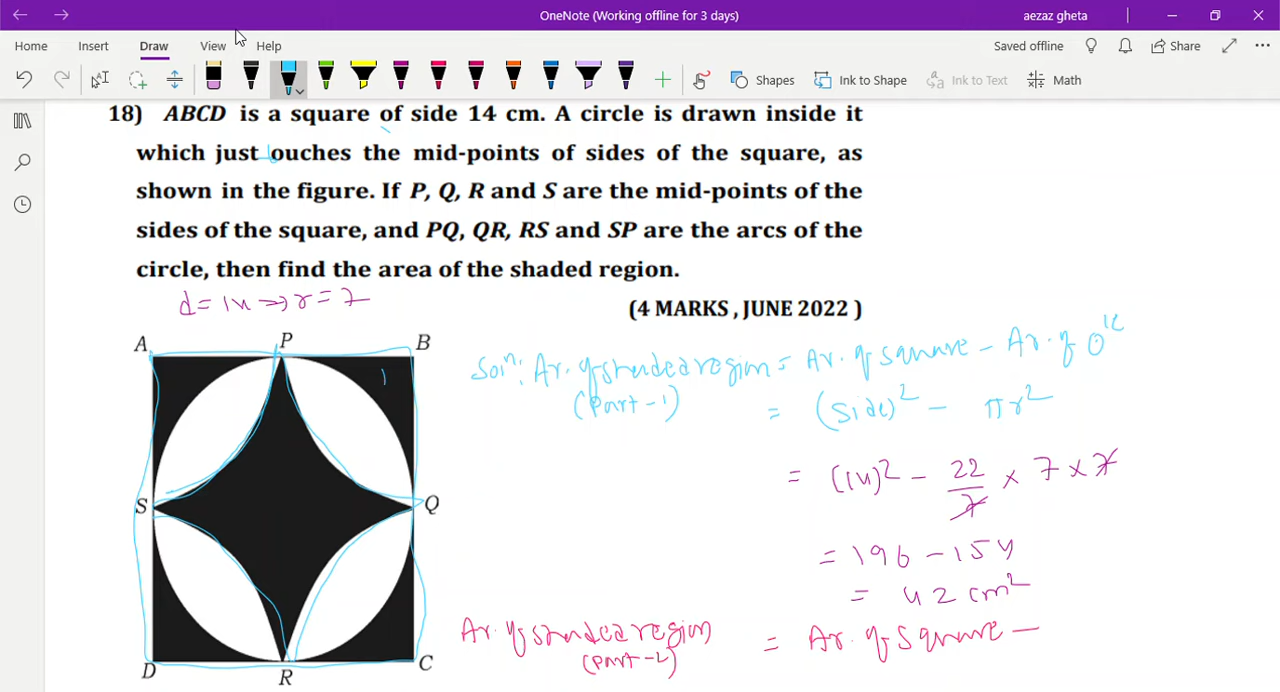 OneNote (Working offline for 3 days)
aezaz gheta
Home Insert Draw View Help
Saved offline Share
Shapes Ink to Shape Ink to Text Math
18) ABCD is a square of side 14 cm. A circle is drawn inside it
which just touches the mid-points of sides of the square, as
shown in the figure. If P, Q, R and S are the mid-points of the
sides of the square, and PQ, QR, RS and SP are the arcs of the
circle, then find the area of the shaded region.
(4 MARKS , JUNE 2022 )
d = 14 => r = 7
A P B
S Q
D R C
1
Soln: Ar. of shaded region = Ar. of square - Ar. of O le
(Part-1)
= (side)² - πr²
= (14)² - 22/7 × 7 × 7
= 196 - 154
= 42 cm²
Ar. of shaded region = Ar. of square -
(Part-2)